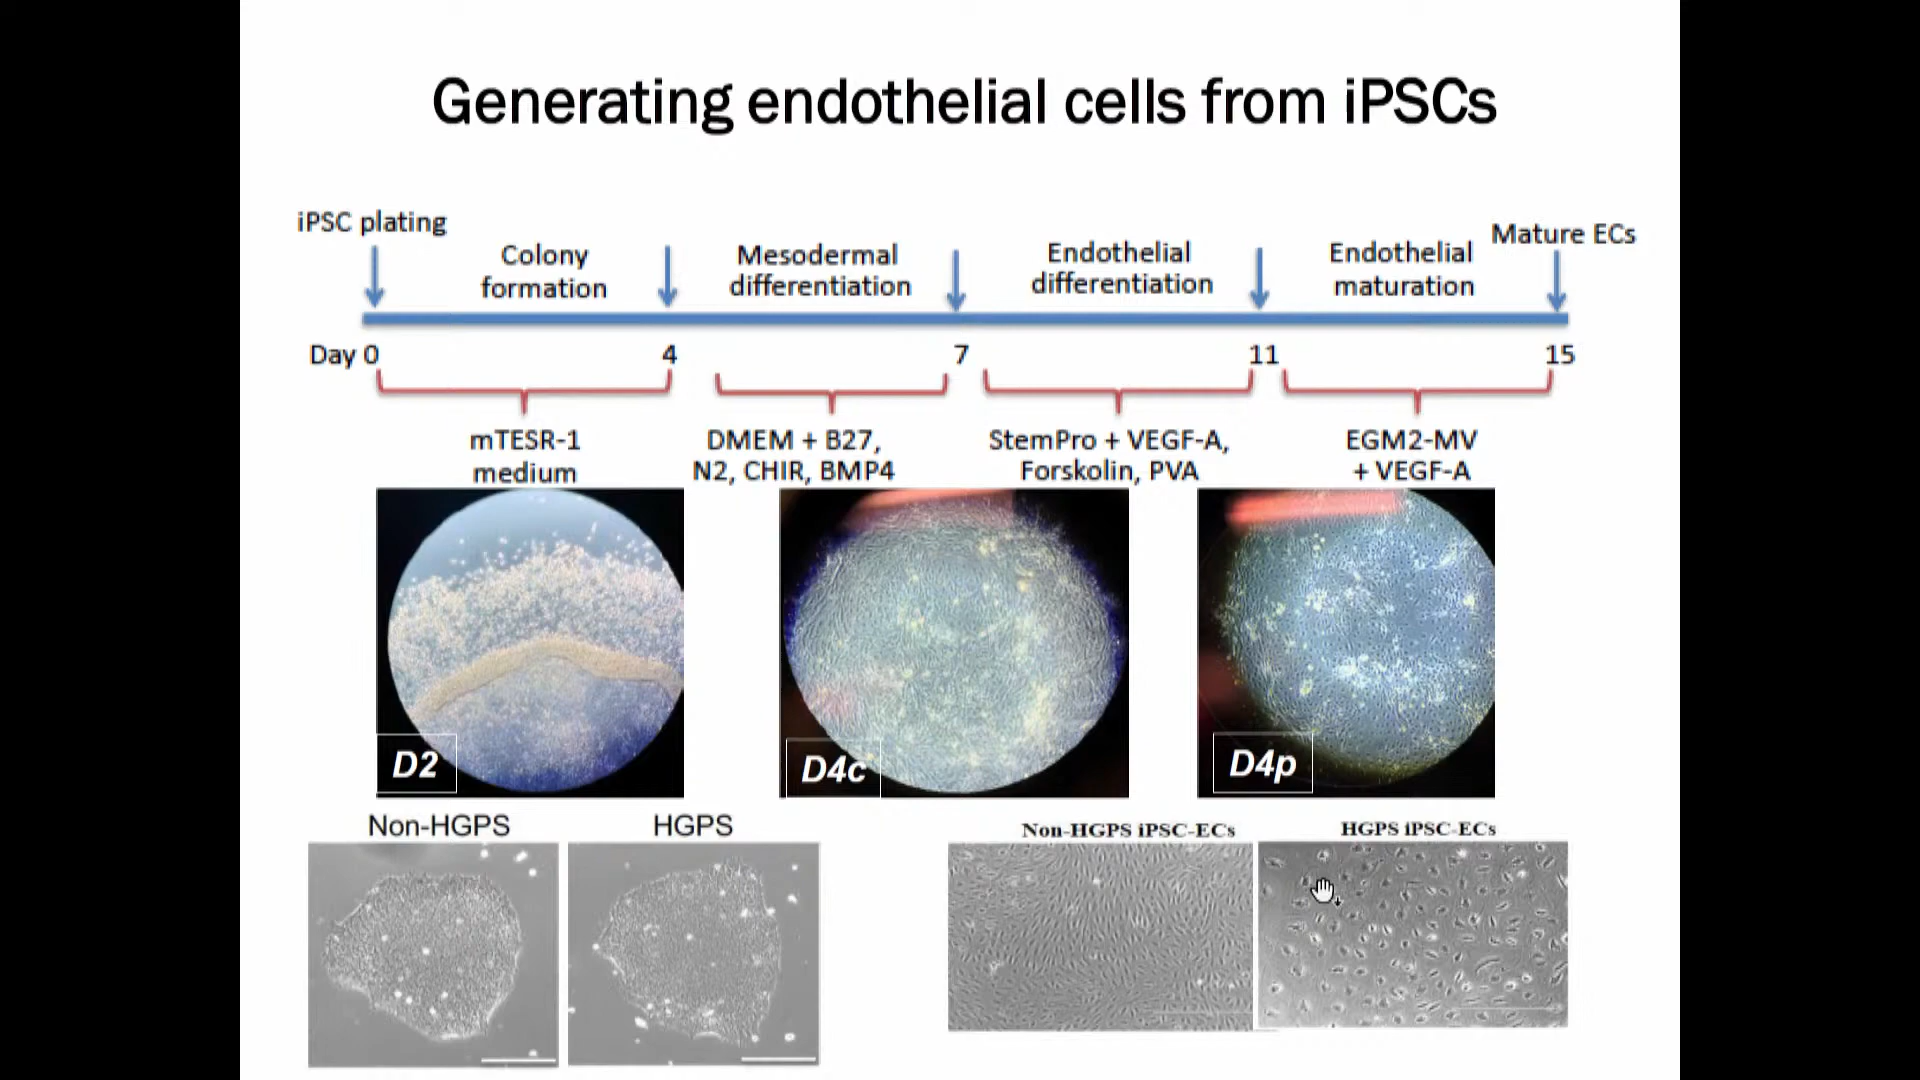 Generating endothelial cells from iPSCs
iPSC plating
Colony
formation
Mesodermal
differentiation
Endothelial
differentiation
Endothelial
maturation
Mature ECs
Day 0
4
7
11
15
mTESR-1
medium
DMEM + B27,
N2, CHIR, BMP4
StemPro + VEGF-A,
Forskolin, PVA
EGM2-MV
+ VEGF-A
D2
D4c
D4p
Non-HGPS
HGPS
Non-HGPS iPSC-ECs
HGPS iPSC-ECs